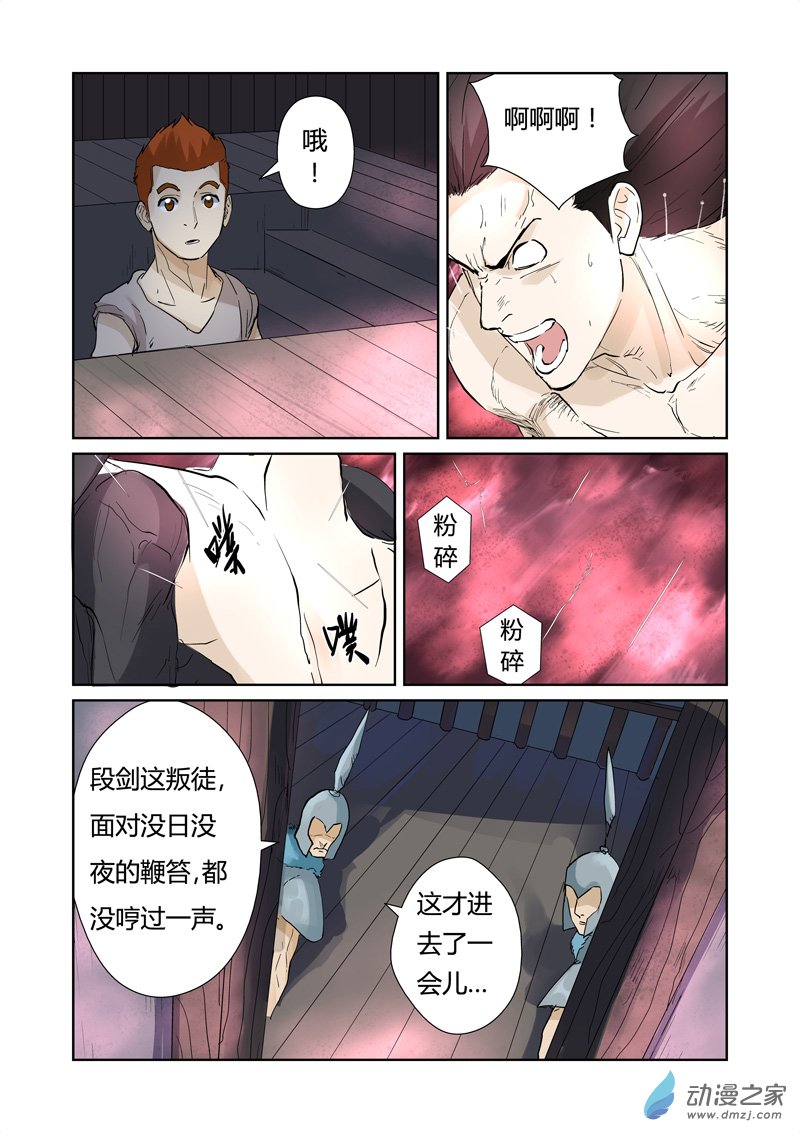 哦！
啊啊啊！
噗
噗
粉碎
粉碎
段剑这叛徒，
面对没日没
夜的鞭笞，都
没哼过一声。
这才进
去了一
会儿...
动漫之家
www.dmzj.com